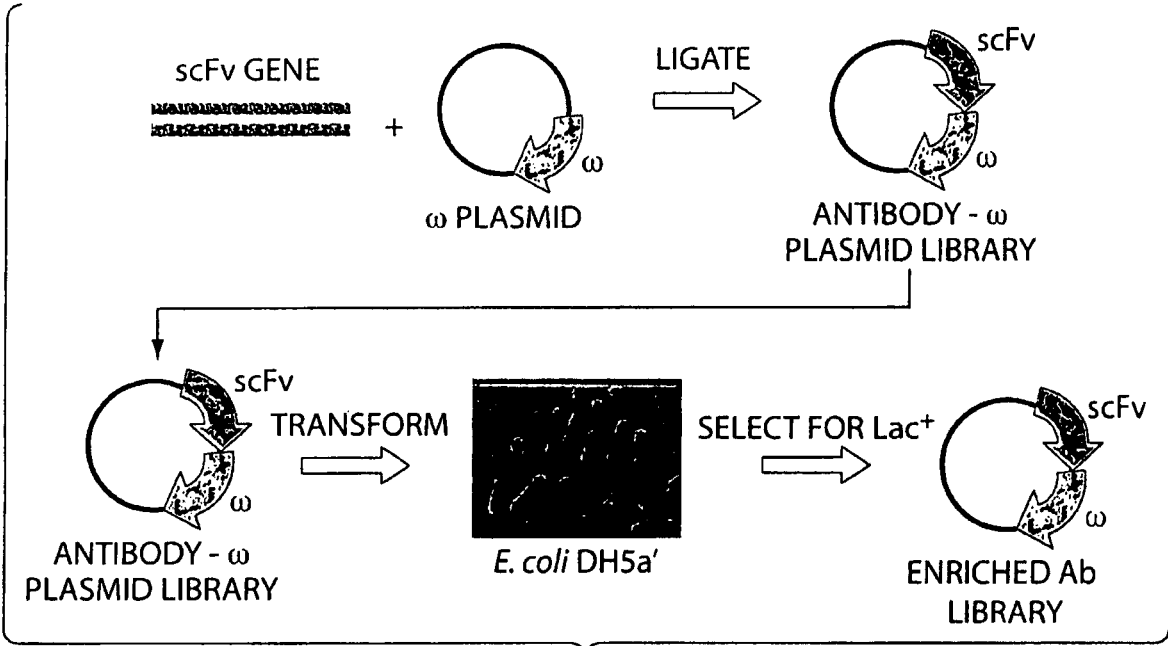 scFv GENE
+
ω
ω PLASMID
LIGATE
scFv
ω
ANTIBODY - ω
PLASMID LIBRARY
scFv
ω
ANTIBODY - ω
PLASMID LIBRARY
TRANSFORM
E. coli DH5a'
SELECT FOR Lac⁺
scFv
ω
ENRICHED Ab
LIBRARY